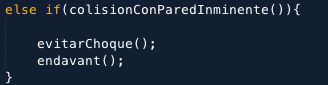 else if(colisionConParedInminente()){
evitarChoque();
endavant();
}